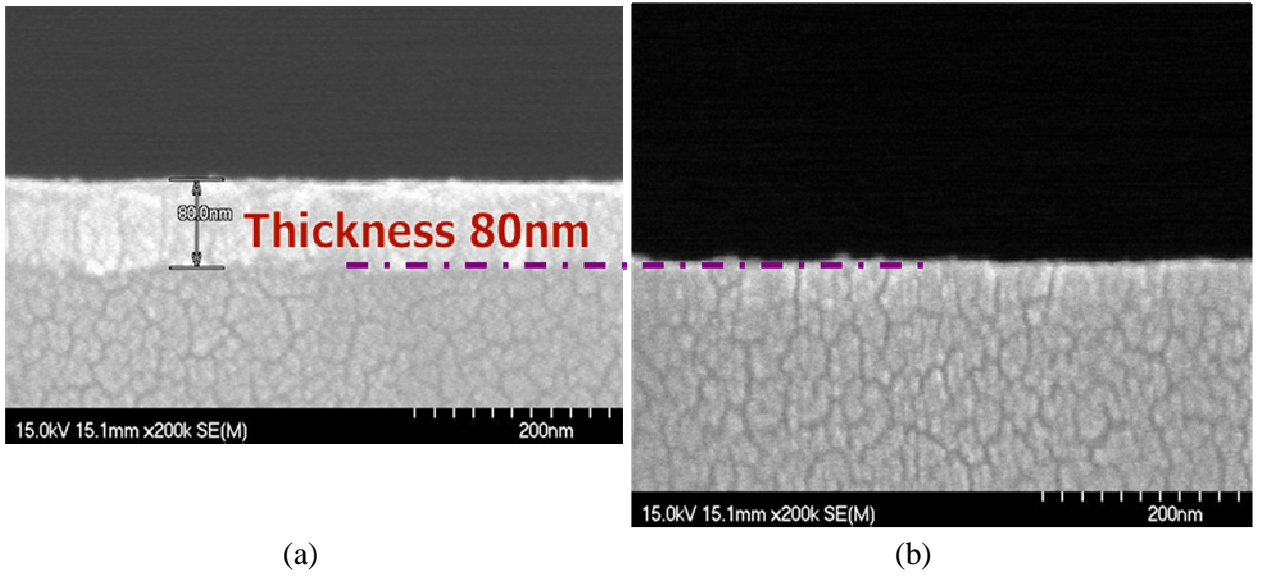 80.0nm
Thickness 80nm
15.0kV 15.1mm x200k SE(M)
200nm
15.0kV 15.1mm x200k SE(M)
200nm
(a)
(b)